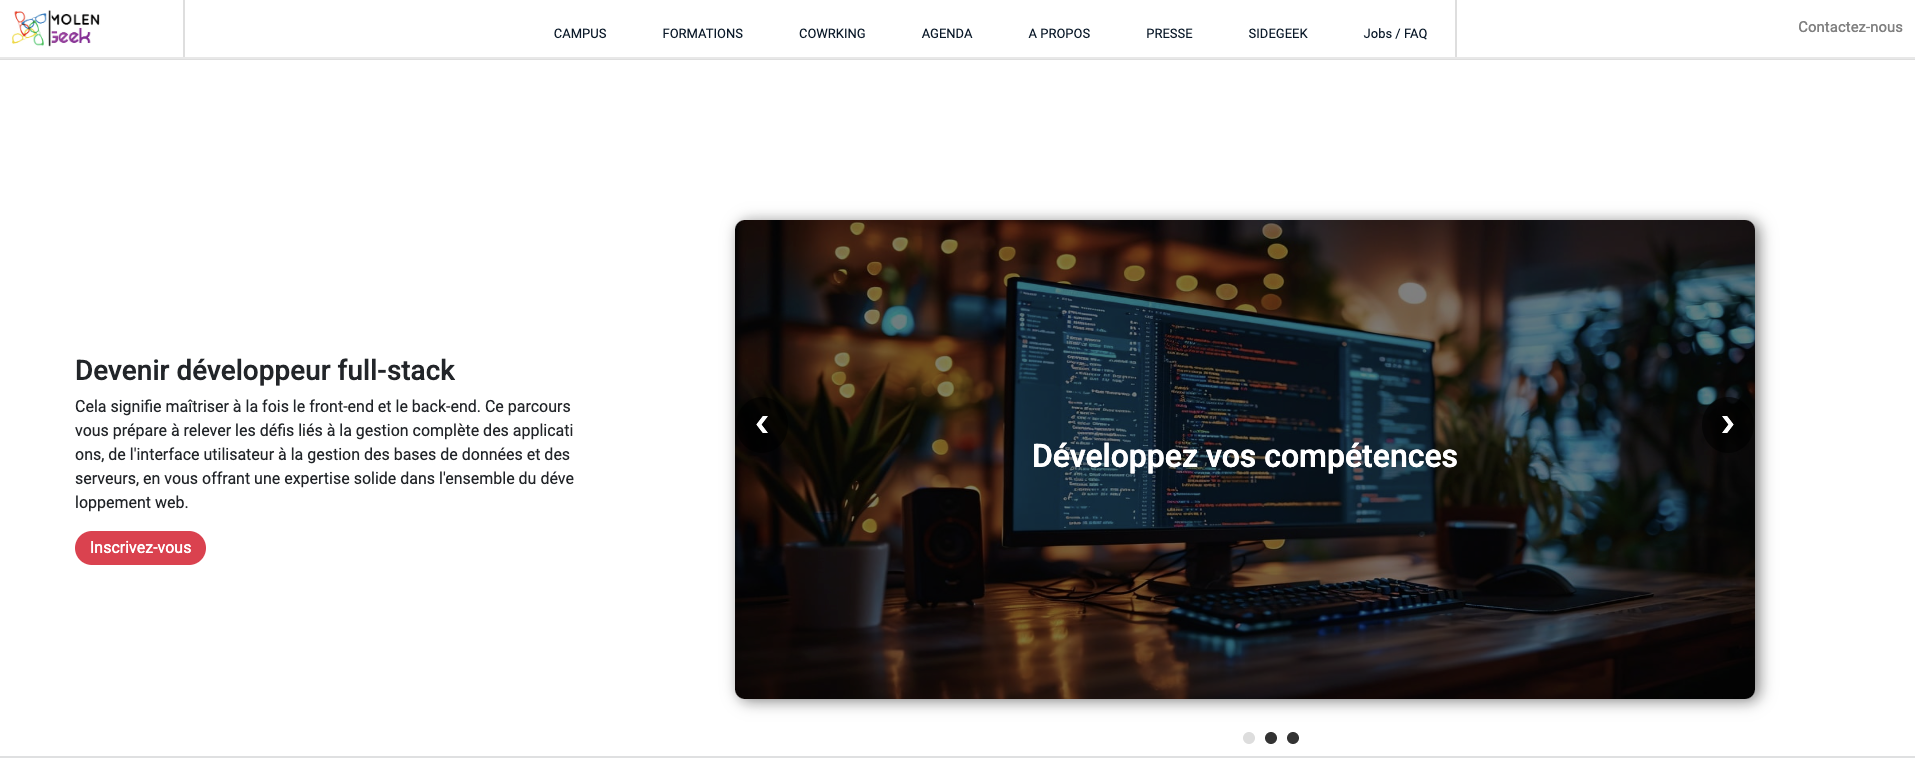 MOLEN
Geek
CAMPUS
FORMATIONS
COWRKING
AGENDA
A PROPOS
PRESSE
SIDEGEEK
Jobs / FAQ
Contactez-nous
Devenir développeur full-stack
Cela signifie maîtriser à la fois le front-end et le back-end. Ce parcours
vous prépare à relever les défis liés à la gestion complète des applicati
ons, de l'interface utilisateur à la gestion des bases de données et des
serveurs, en vous offrant une expertise solide dans l'ensemble du déve
loppement web.
Inscrivez-vous
Développez vos compétences